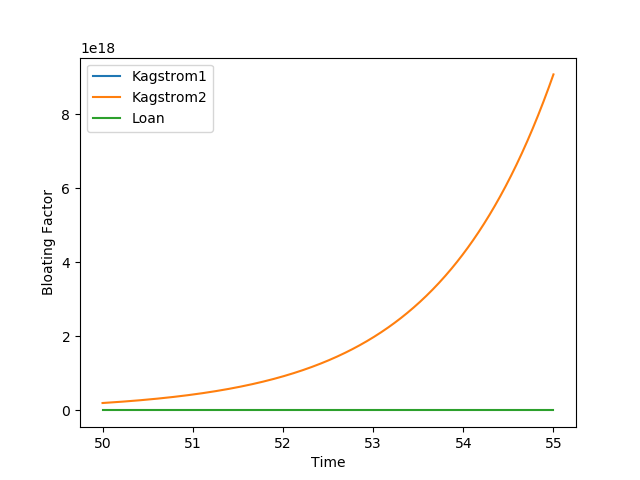 1e18
Kagstrom1
Kagstrom2
Loan
8
6
4
2
0
Bloating Factor
50 51 52 53 54 55
Time